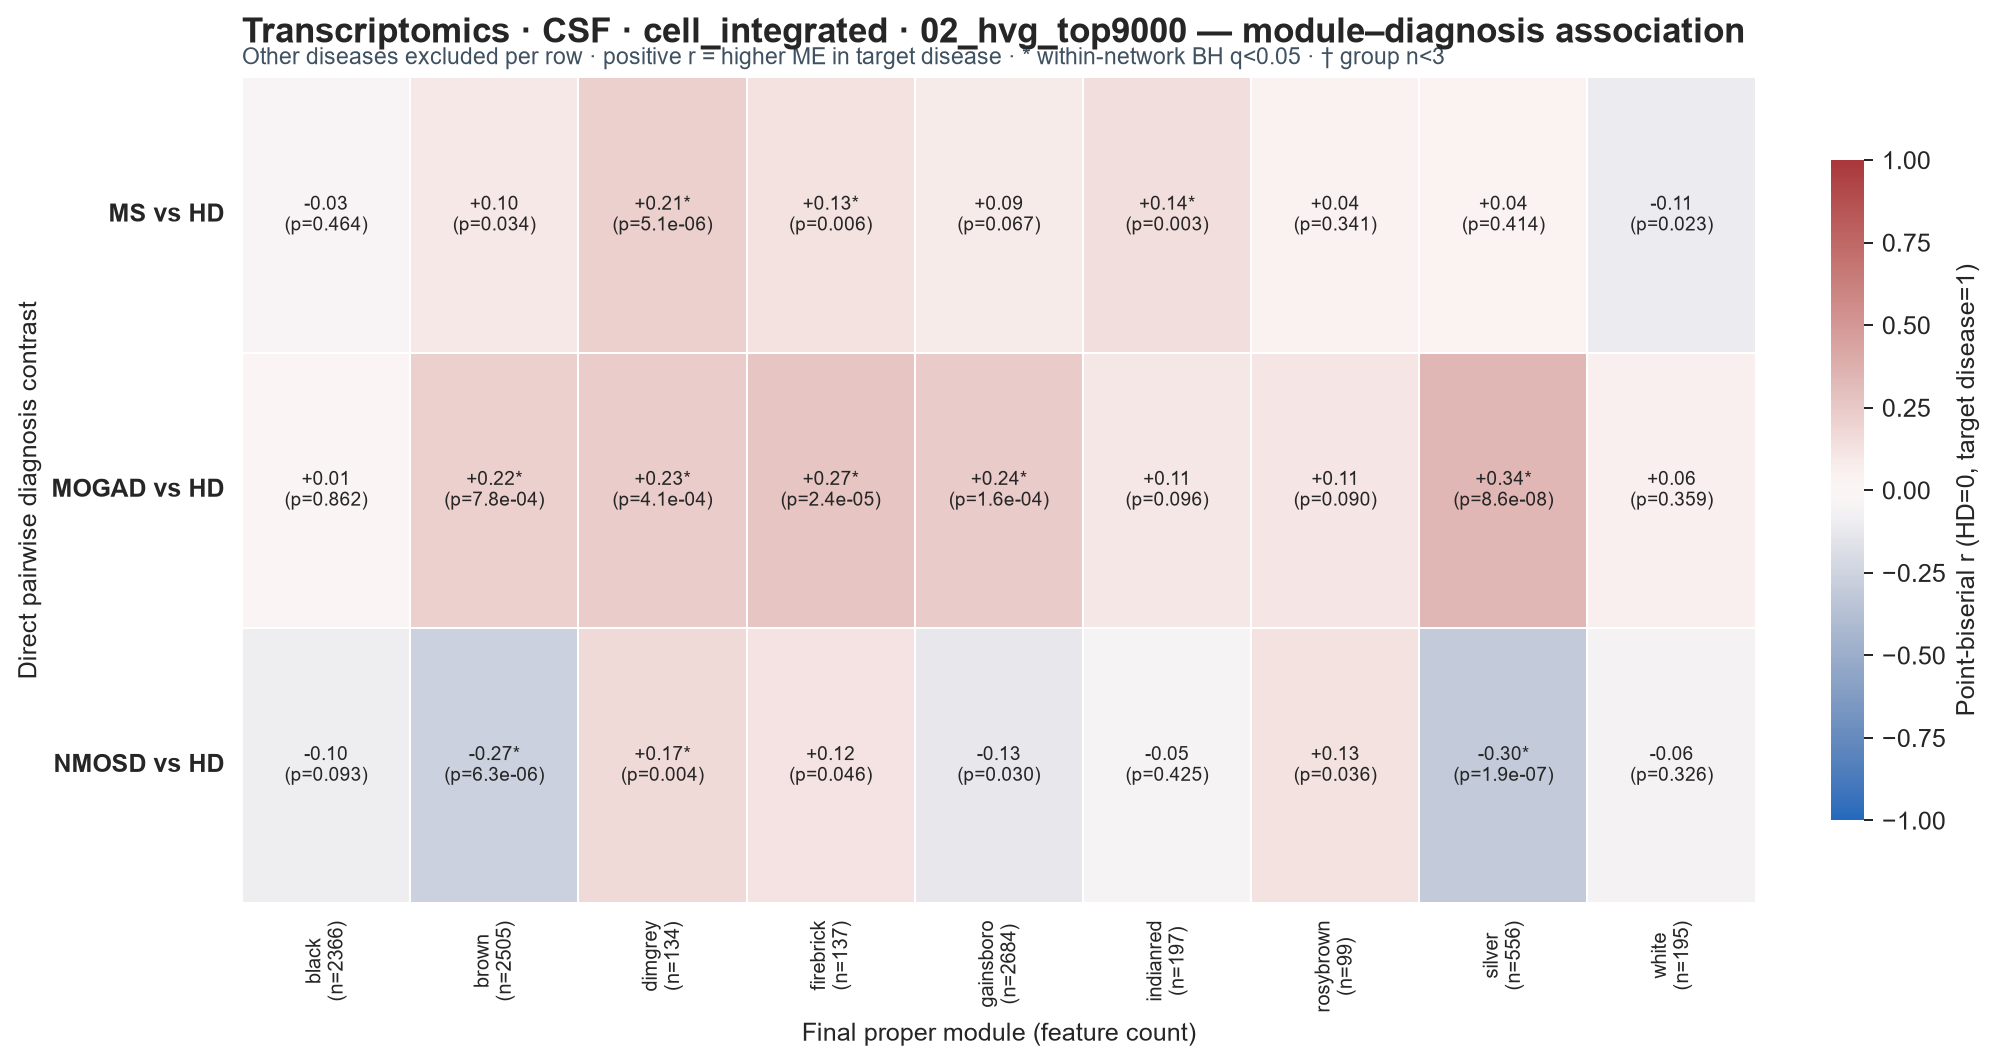 Transcriptomics · CSF · cell_integrated · 02_hvg_top9000 — module–diagnosis association
Other diseases excluded per row · positive r = higher ME in target disease · * within-network BH q<0.05 · † group n<3
Direct pairwise diagnosis contrast
MS vs HD
-0.03
(p=0.464)
+0.10
(p=0.034)
+0.21*
(p=5.1e-06)
+0.13*
(p=0.006)
+0.09
(p=0.067)
+0.14*
(p=0.003)
+0.04
(p=0.341)
+0.04
(p=0.414)
-0.11
(p=0.023)
MOGAD vs HD
+0.01
(p=0.862)
+0.22*
(p=7.8e-04)
+0.23*
(p=4.1e-04)
+0.27*
(p=2.4e-05)
+0.24*
(p=1.6e-04)
+0.11
(p=0.096)
+0.11
(p=0.090)
+0.34*
(p=8.6e-08)
+0.06
(p=0.359)
NMOSD vs HD
-0.10
(p=0.093)
-0.27*
(p=6.3e-06)
+0.17*
(p=0.004)
+0.12
(p=0.046)
-0.13
(p=0.030)
-0.05
(p=0.425)
+0.13
(p=0.036)
-0.30*
(p=1.9e-07)
-0.06
(p=0.326)
black
(n=2366)
brown
(n=2505)
dimgrey
(n=134)
firebrick
(n=137)
gainsboro
(n=2684)
indianred
(n=197)
rosybrown
(n=99)
silver
(n=556)
white
(n=195)
Final proper module (feature count)
1.00
0.75
0.50
0.25
0.00
−0.25
−0.50
−0.75
−1.00
Point-biserial r (HD=0, target disease=1)